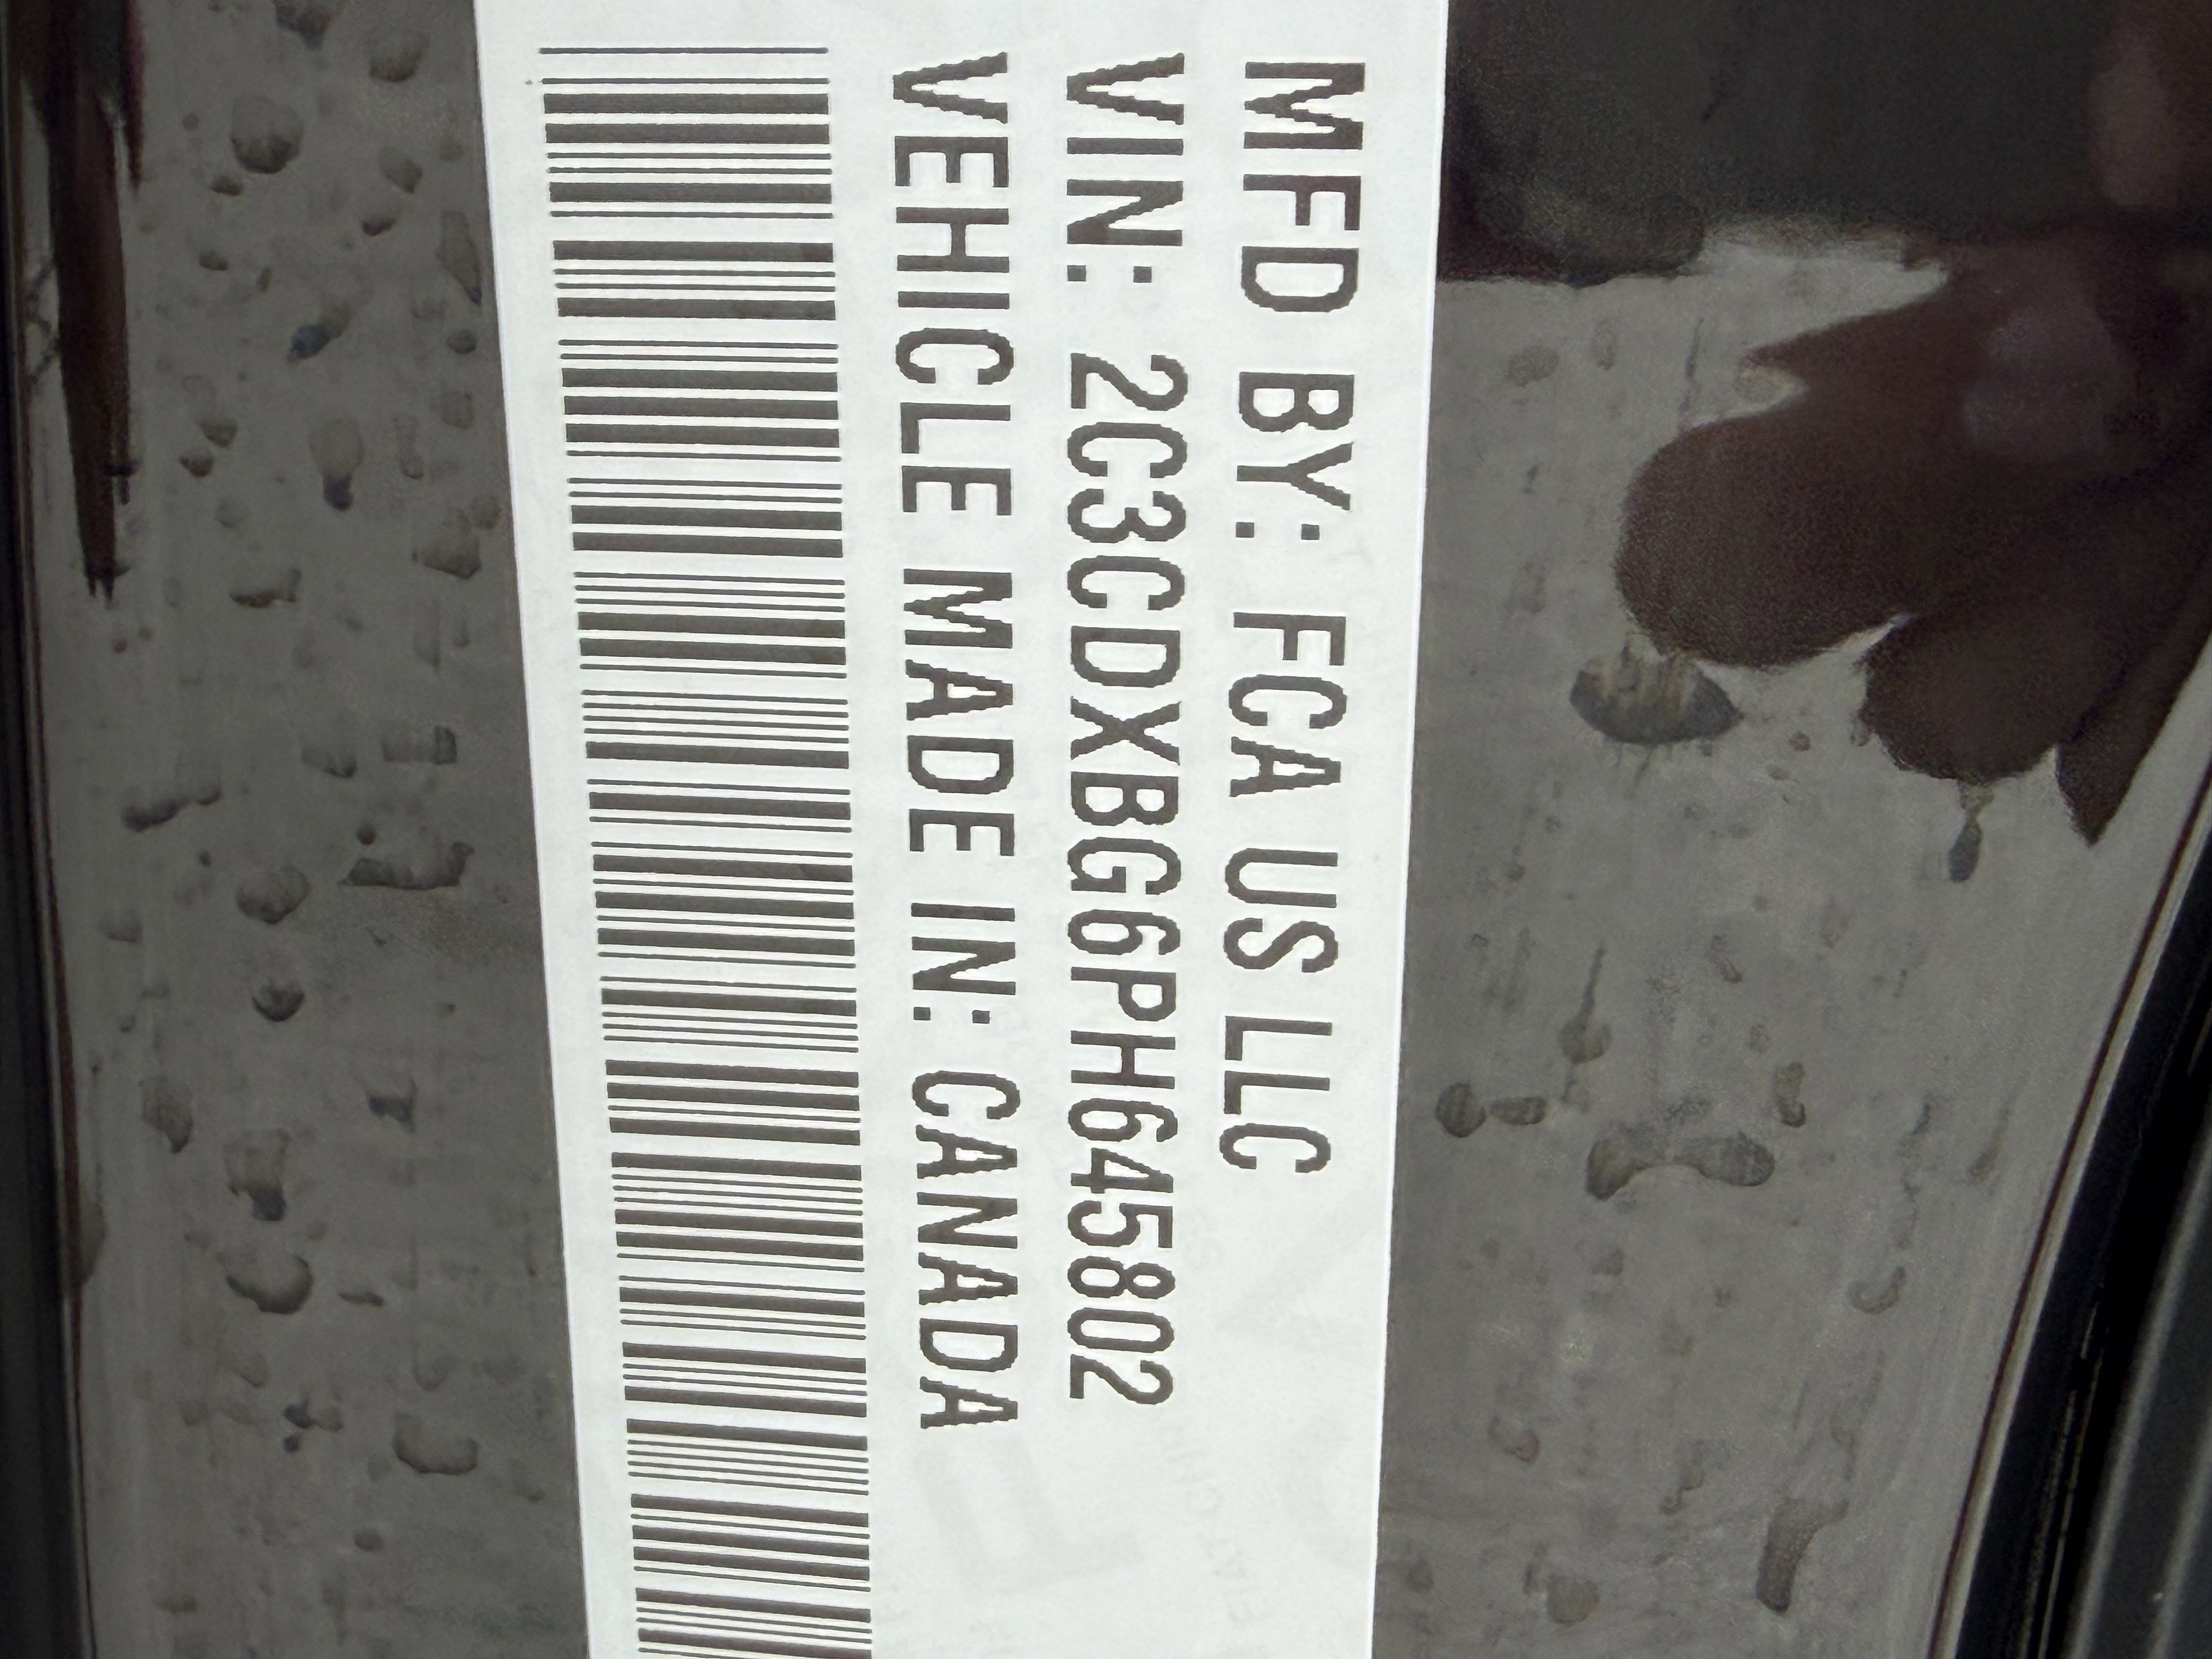 MFD BY: FCA US LLC
VIN: 2C3CDXBG6PH645802
VEHICLE MADE IN: CANADA